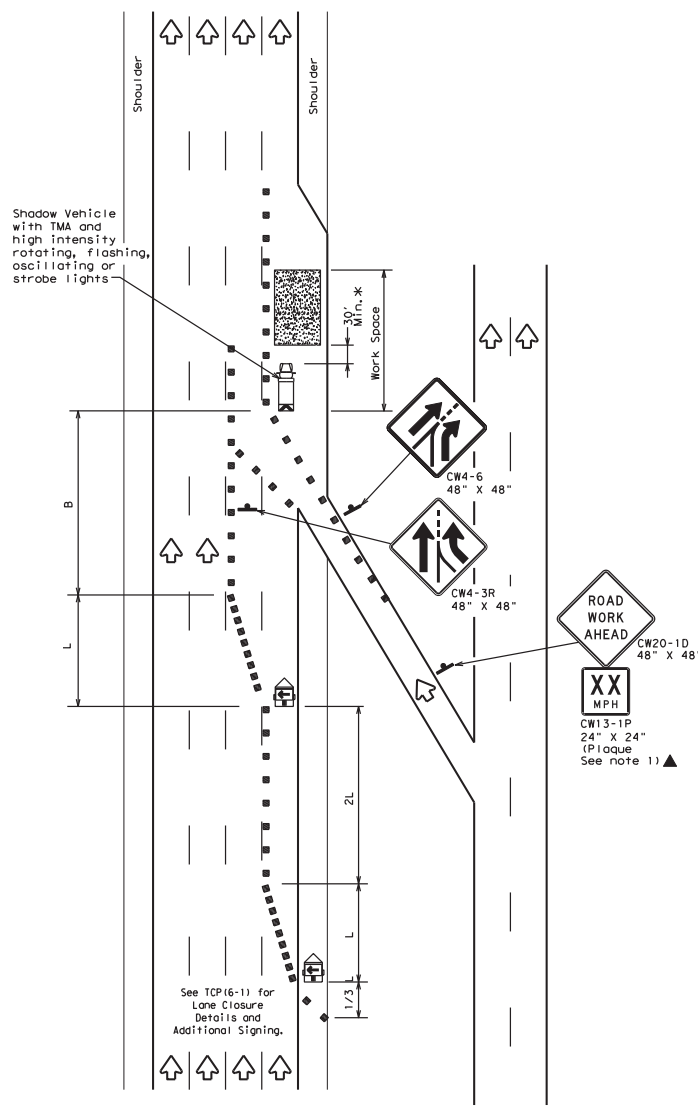 Shoulder
Shoulder
Shadow Vehicle
with TMA and
high intensity
rotating, flashing,
oscillating or
strobe lights
30'
Min.*
Work Space
CW4-6
48" X 48"
B
CW4-3R
48" X 48"
ROAD
WORK
AHEAD
CW20-1D
48" X 48"
XX
MPH
CW13-1P
24" X 24"
(Plaque
See note 1) ▲
L
2L
L
1/3 L
See TCP(6-1) for
Lane Closure
Details and
Additional Signing.